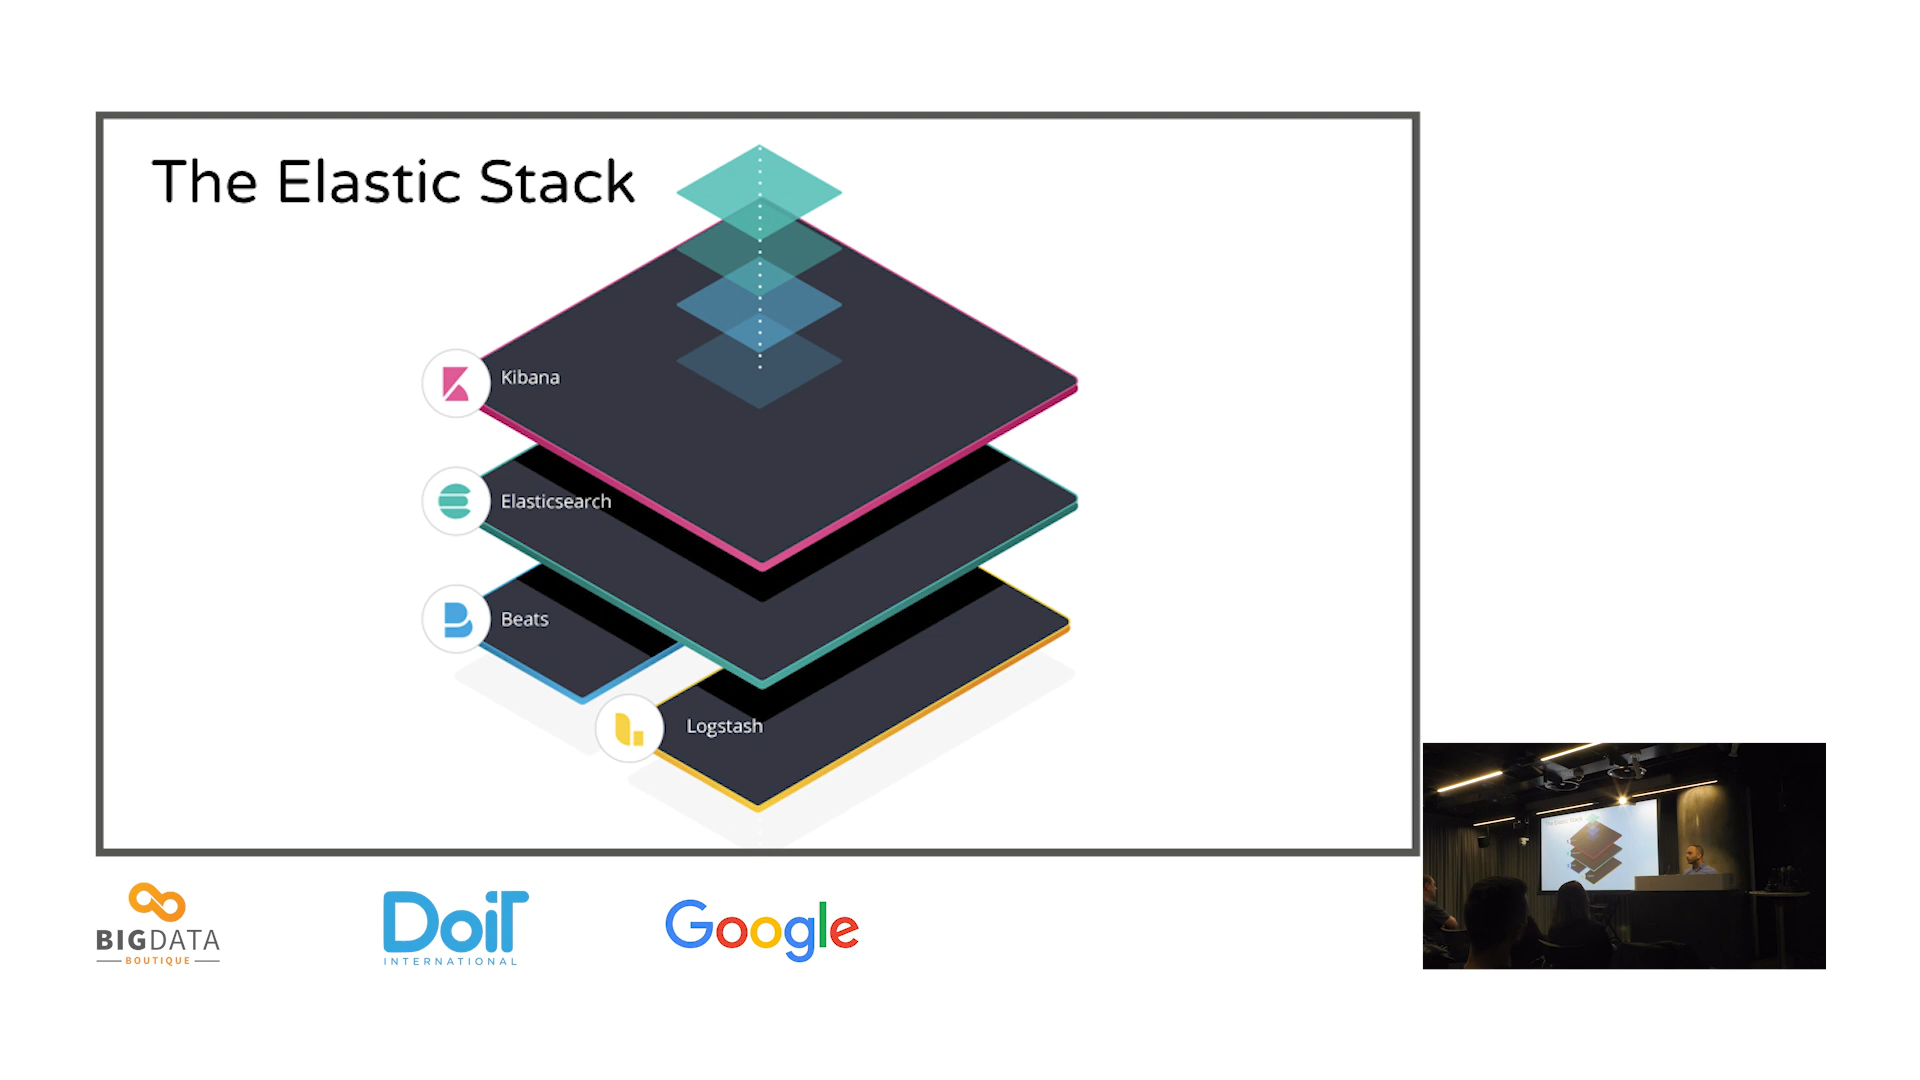 The Elastic Stack
Kibana
Elasticsearch
Beats
Logstash
BIGDATA
BOUTIQUE
DoiT
INTERNATIONAL
Google